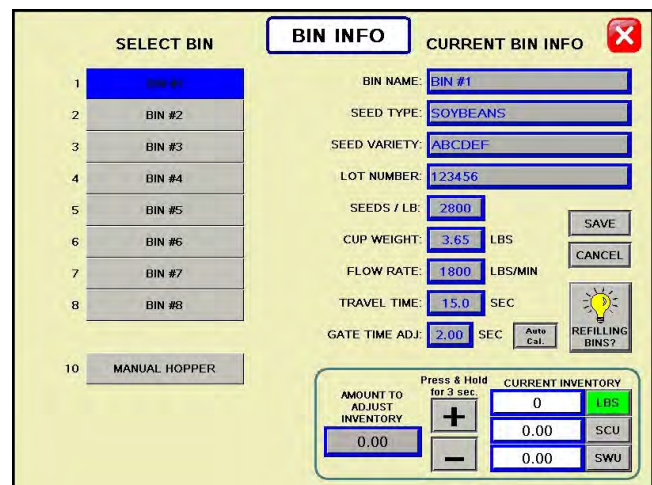 BIN INFO
SELECT BIN
1
2 BIN #2
3 BIN #3
4 BIN #4
5 BIN #5
6 BIN #6
7 BIN #7
8 BIN #8
10 MANUAL HOPPER
CURRENT BIN INFO
X
BIN NAME: BIN #1
SEED TYPE: SOYBEANS
SEED VARIETY: ABCDEF
LOT NUMBER: 123456
SEEDS / LB: 2800
CUP WEIGHT: 3.65 LBS
FLOW RATE: 1800 LBS/MIN
TRAVEL TIME: 15.0 SEC
GATE TIME ADJ: 2.00 SEC
Auto
Cal.
SAVE
CANCEL
REFILLING
BINS?
AMOUNT TO
ADJUST
INVENTORY
0.00
Press & Hold
for 3 sec.
+
−
CURRENT INVENTORY
0 LBS
0.00 SCU
0.00 SWU